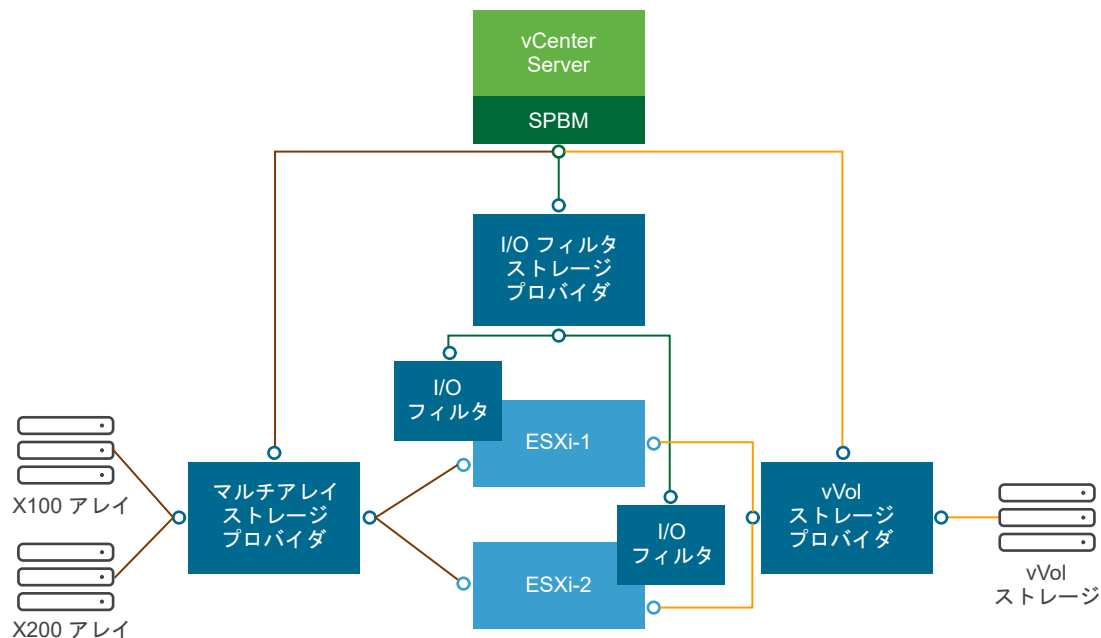 vCenter
Server
SPBM
I/O フィルタ
ストレージ
プロバイダ
I/O
フィルタ
ESXi-1
X100 アレイ
マルチアレイ
ストレージ
プロバイダ
I/O
フィルタ
vVol
ストレージ
プロバイダ
ESXi-2
vVol
ストレージ
X200 アレイ